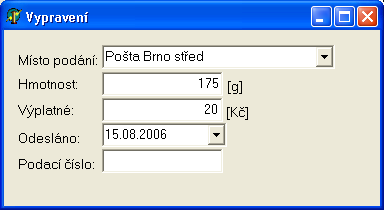 Vypravení
Místo podání: Pošta Brno střed
Hmotnost: 175 [g]
Výplatné: 20 [Kč]
Odesláno: 15.08.2006
Podací číslo: